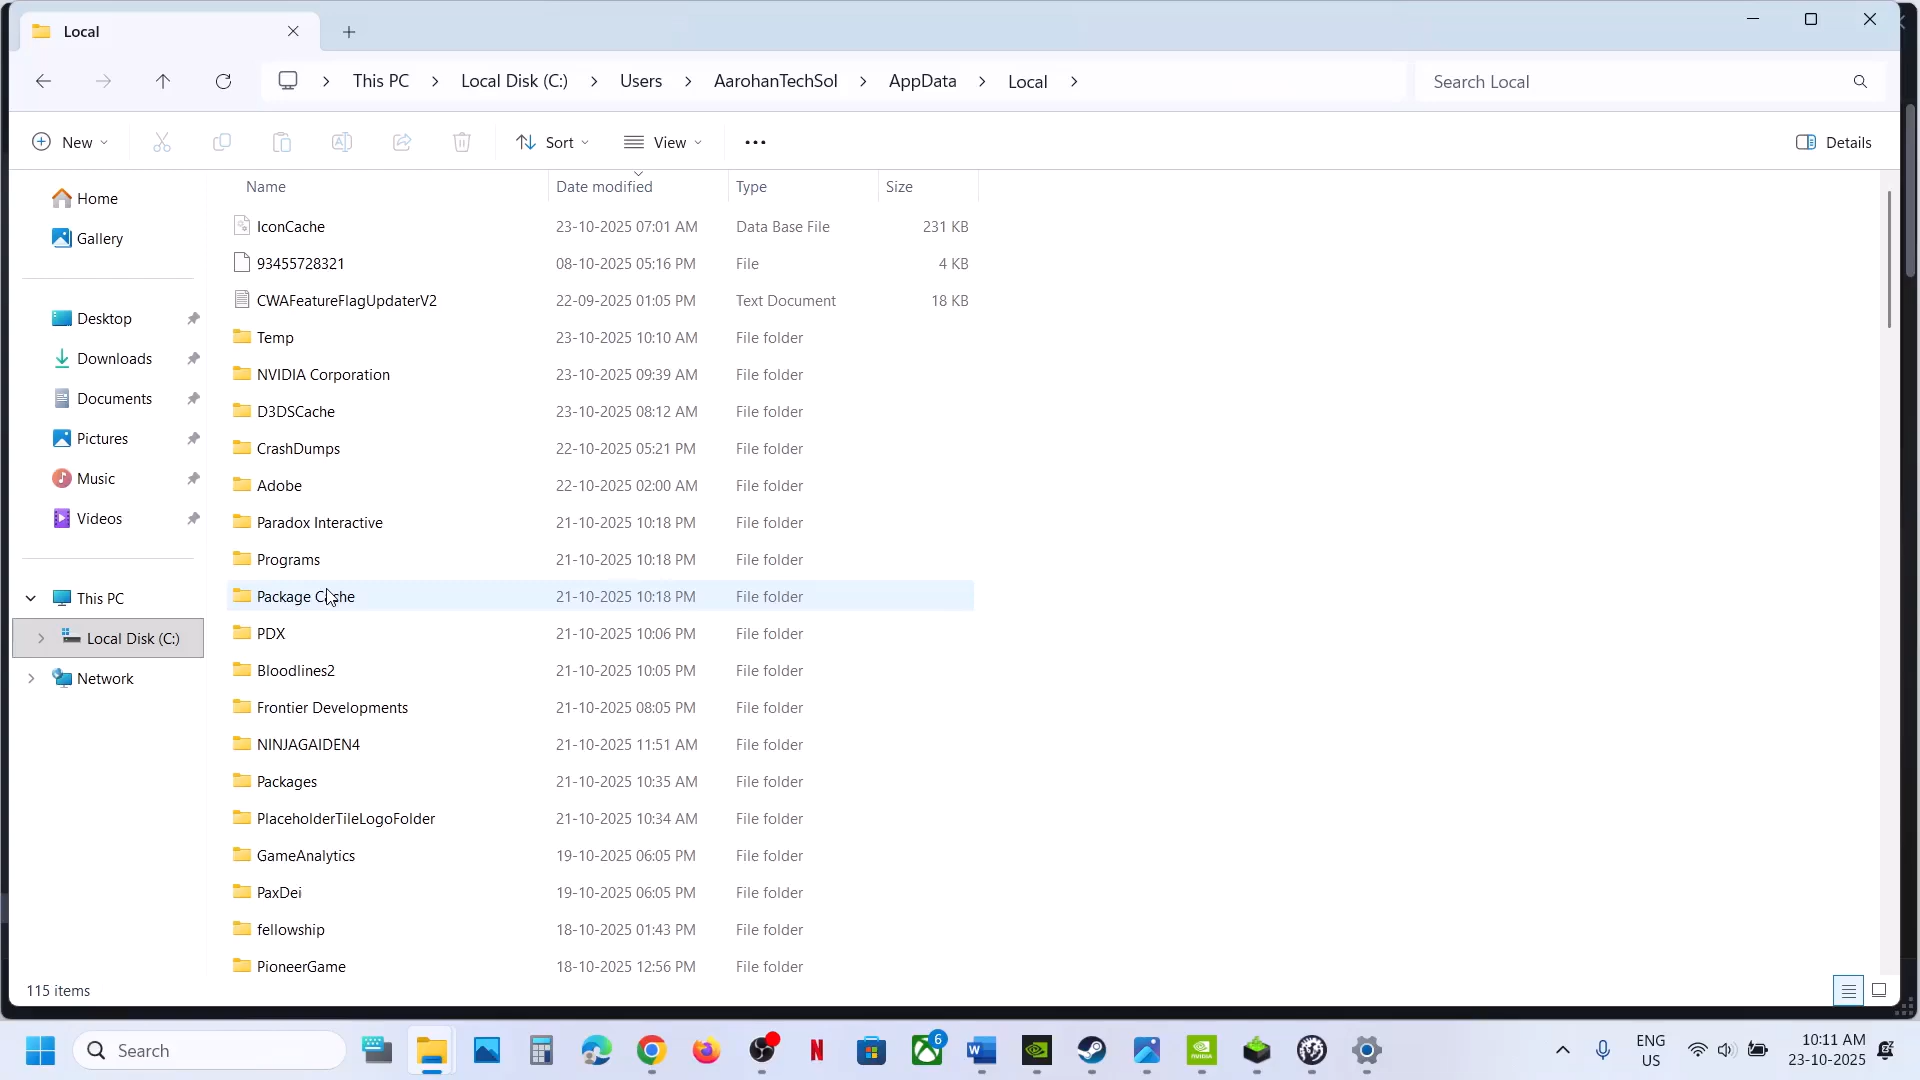 Local
This PC
Local Disk (C:)
Users
AarohanTechSol
AppData
Local
Search Local
New
Sort
View
Details
Name Date modified Type Size
IconCache 23-10-2025 07:01 AM Data Base File 231 KB
93455728321 08-10-2025 05:16 PM File 4 KB
CWAFeatureFlagUpdaterV2 22-09-2025 01:05 PM Text Document 18 KB
Temp 23-10-2025 10:10 AM File folder
NVIDIA Corporation 23-10-2025 09:39 AM File folder
D3DSCache 23-10-2025 08:12 AM File folder
CrashDumps 22-10-2025 05:21 PM File folder
Adobe 22-10-2025 02:00 AM File folder
Paradox Interactive 21-10-2025 10:18 PM File folder
Programs 21-10-2025 10:18 PM File folder
Package Cache 21-10-2025 10:18 PM File folder
PDX 21-10-2025 10:06 PM File folder
Bloodlines2 21-10-2025 10:05 PM File folder
Frontier Developments 21-10-2025 08:05 PM File folder
NINJAGAIDEN4 21-10-2025 11:51 AM File folder
Packages 21-10-2025 10:35 AM File folder
PlaceholderTileLogoFolder 21-10-2025 10:34 AM File folder
GameAnalytics 19-10-2025 06:05 PM File folder
PaxDei 19-10-2025 06:05 PM File folder
fellowship 18-10-2025 01:43 PM File folder
PioneerGame 18-10-2025 12:56 PM File folder
Home
Gallery
Desktop
Downloads
Documents
Pictures
Music
Videos
This PC
Local Disk (C:)
Network
115 items
Search
6
ENG
US
10:11 AM
23-10-2025